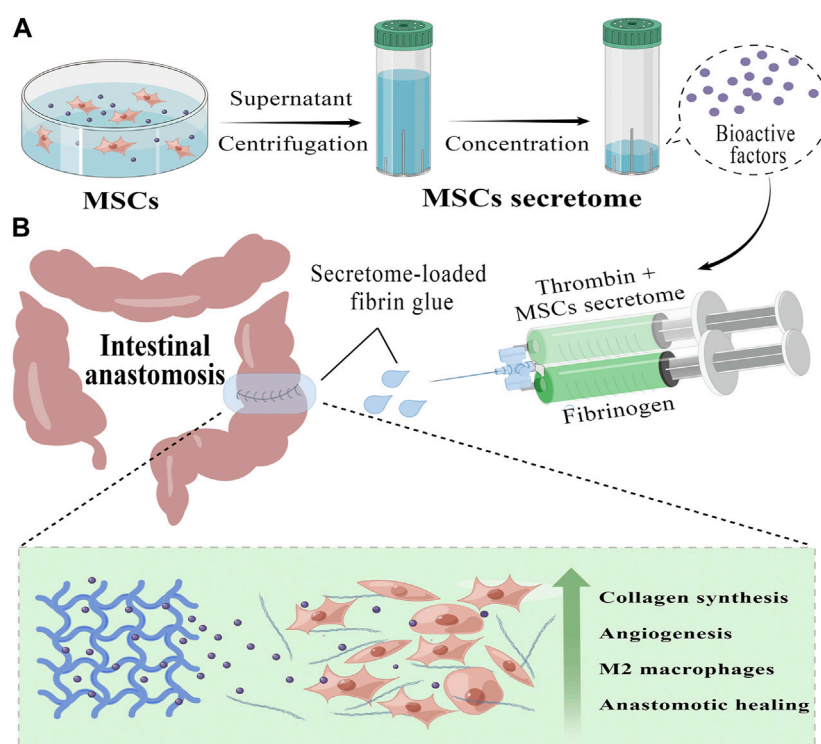 A
Supernatant
Centrifugation
Concentration
Bioactive
factors
MSCs
MSCs secretome
B
Secretome-loaded
fibrin glue
Thrombin +
MSCs secretome
Intestinal
anastomosis
Fibrinogen
Collagen synthesis
Angiogenesis
M2 macrophages
Anastomotic healing